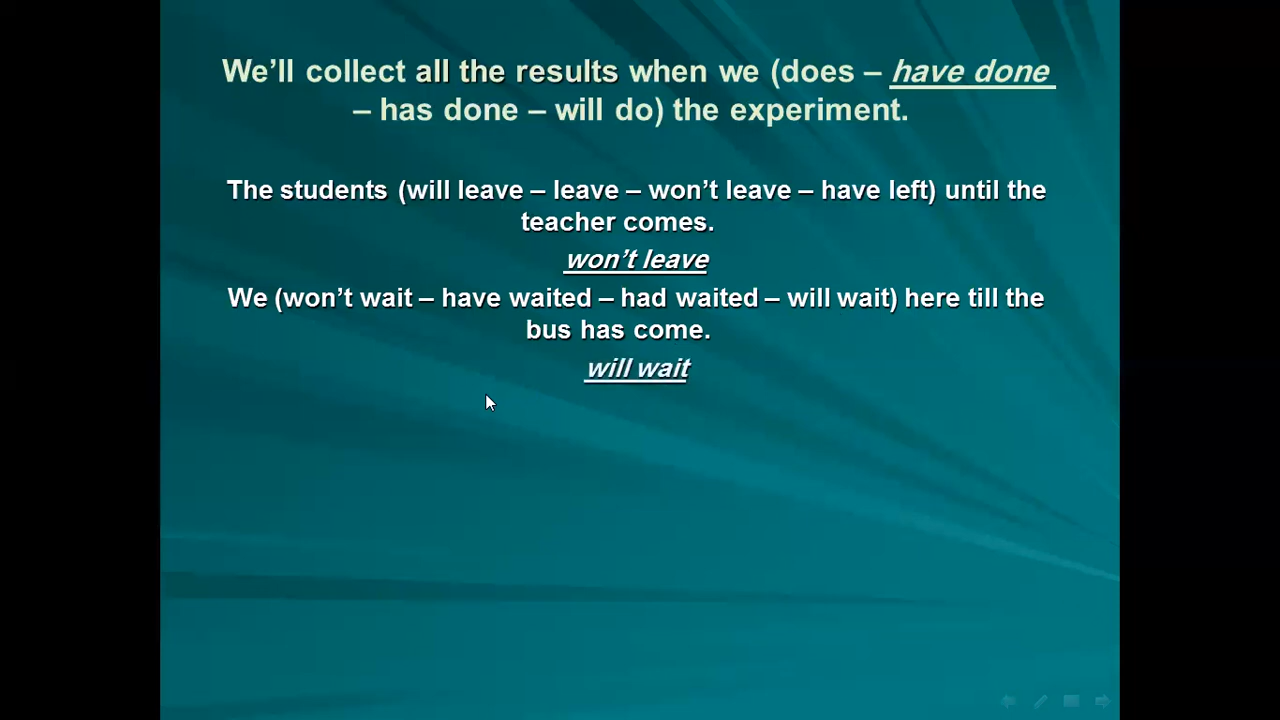 We’ll collect all the results when we (does – have done
– has done – will do) the experiment.
The students (will leave – leave – won’t leave – have left) until the
teacher comes.
won’t leave
We (won’t wait – have waited – had waited – will wait) here till the
bus has come.
will wait